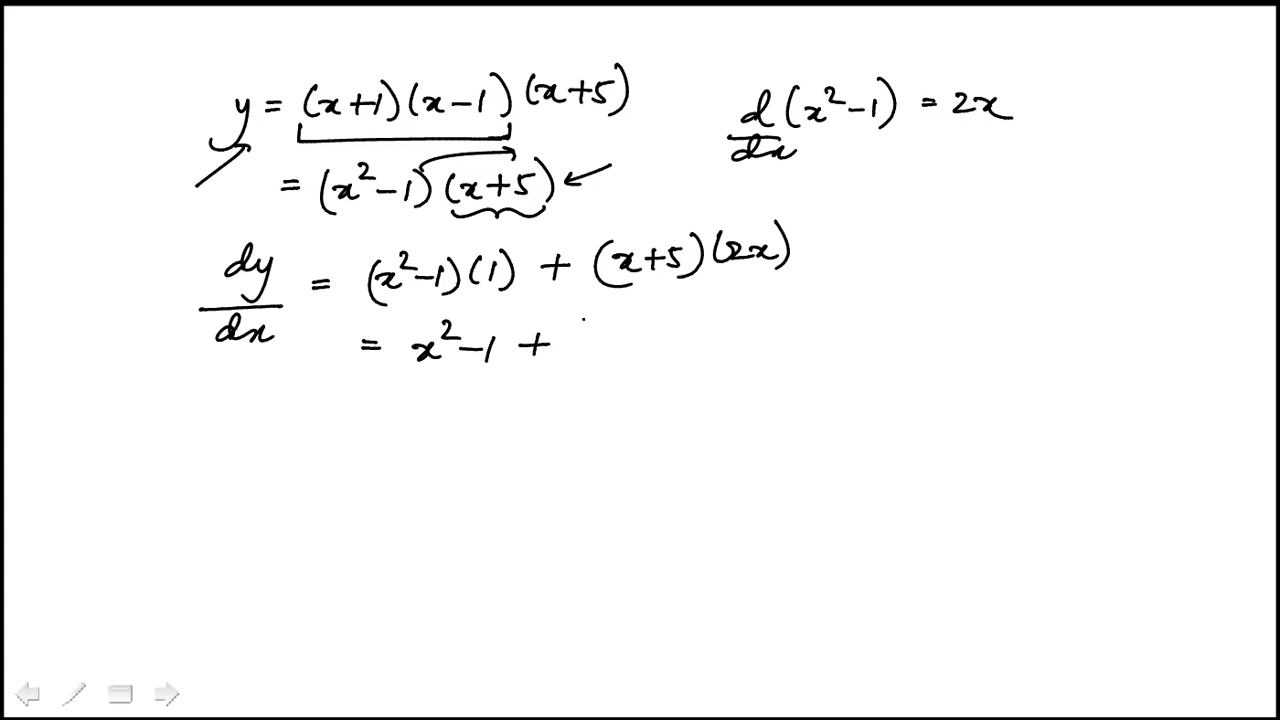 y = (x+1)(x-1)(x+5)
= (x²-1)(x+5)
dy/dx = (x²-1)(1) + (x+5)(2x)
= x²-1 +
d/dx (x²-1) = 2x